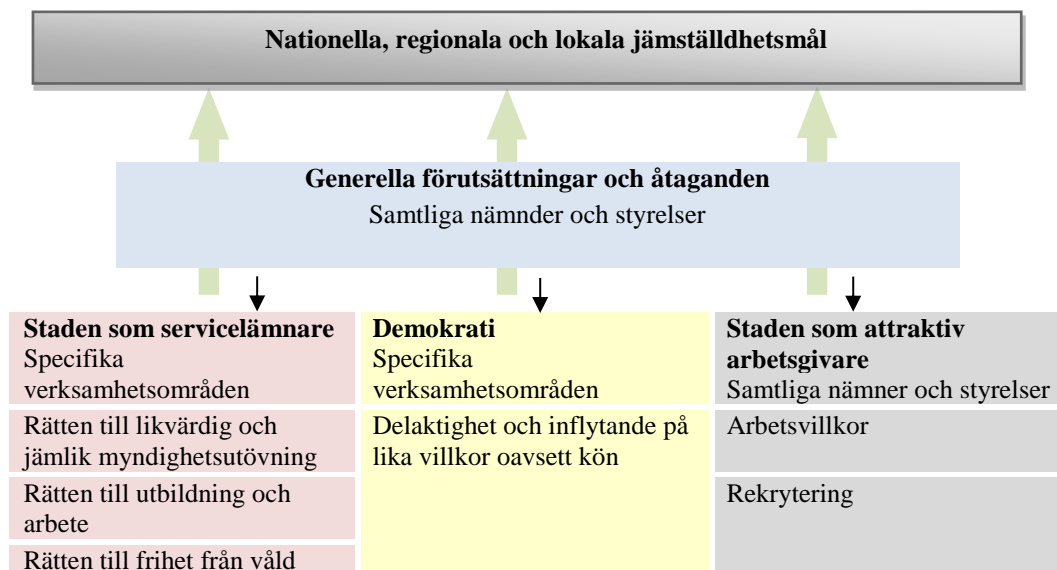 Nationella, regionala och lokala jämställdhetsmål
Generella förutsättningar och åtaganden
Samtliga nämnder och styrelser
Staden som servicelämnare
Specifika
verksamhetsområden
Rätten till likvärdig och
jämlik myndighetsutövning
Rätten till utbildning och
arbete
Rätten till frihet från våld
Demokrati
Specifika
verksamhetsområden
Delaktighet och inflytande på
lika villkor oavsett kön
Staden som attraktiv
arbetsgivare
Samtliga nämner och styrelser
Arbetsvillkor
Rekrytering